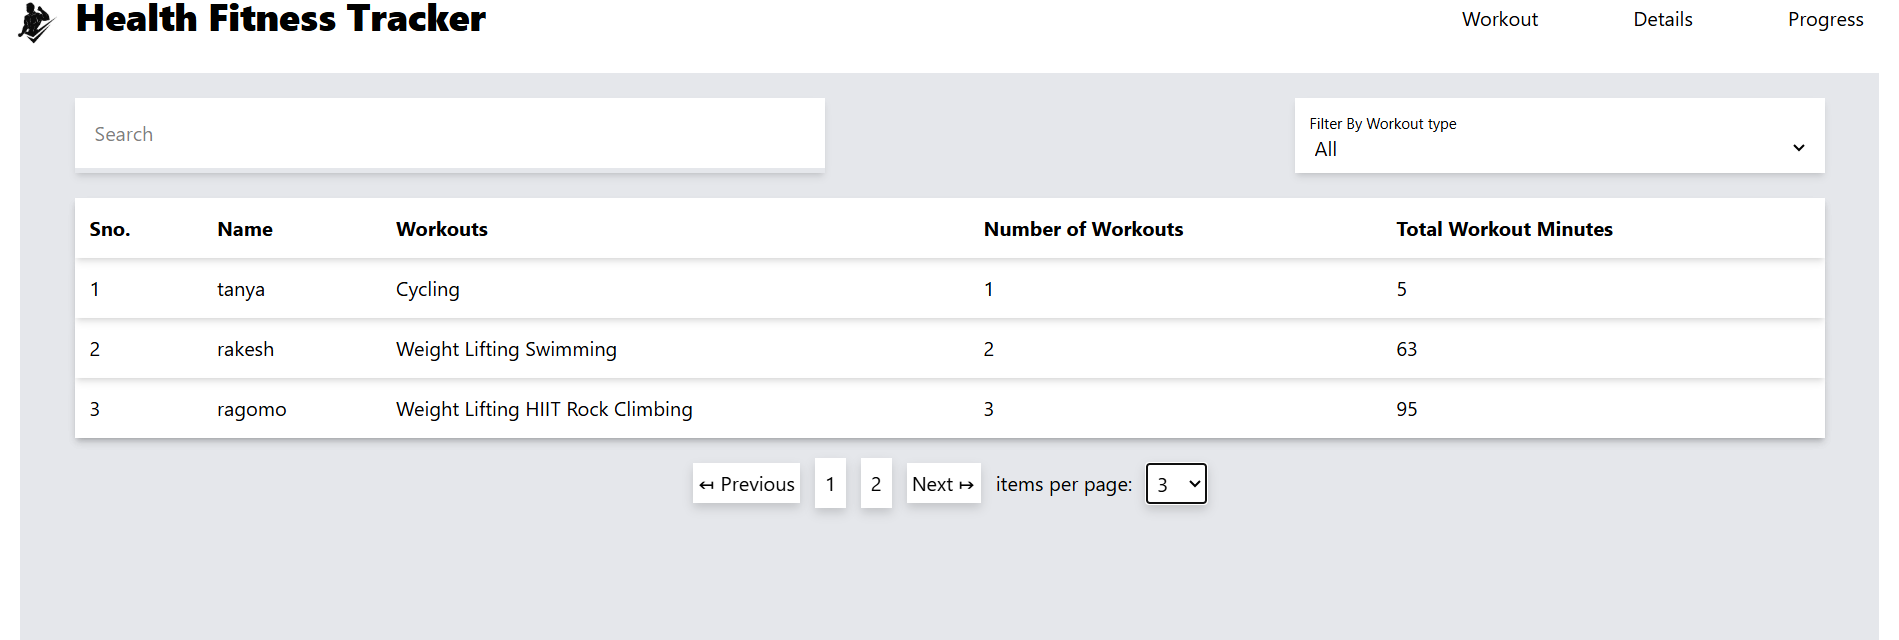 Health Fitness Tracker Workout Details Progress
Search
Filter By Workout type
All
Sno. Name Workouts Number of Workouts Total Workout Minutes
1 tanya Cycling 1 5
2 rakesh Weight Lifting Swimming 2 63
3 ragomo Weight Lifting HIIT Rock Climbing 3 95
↤ Previous 1 2 Next ↦ items per page: 3